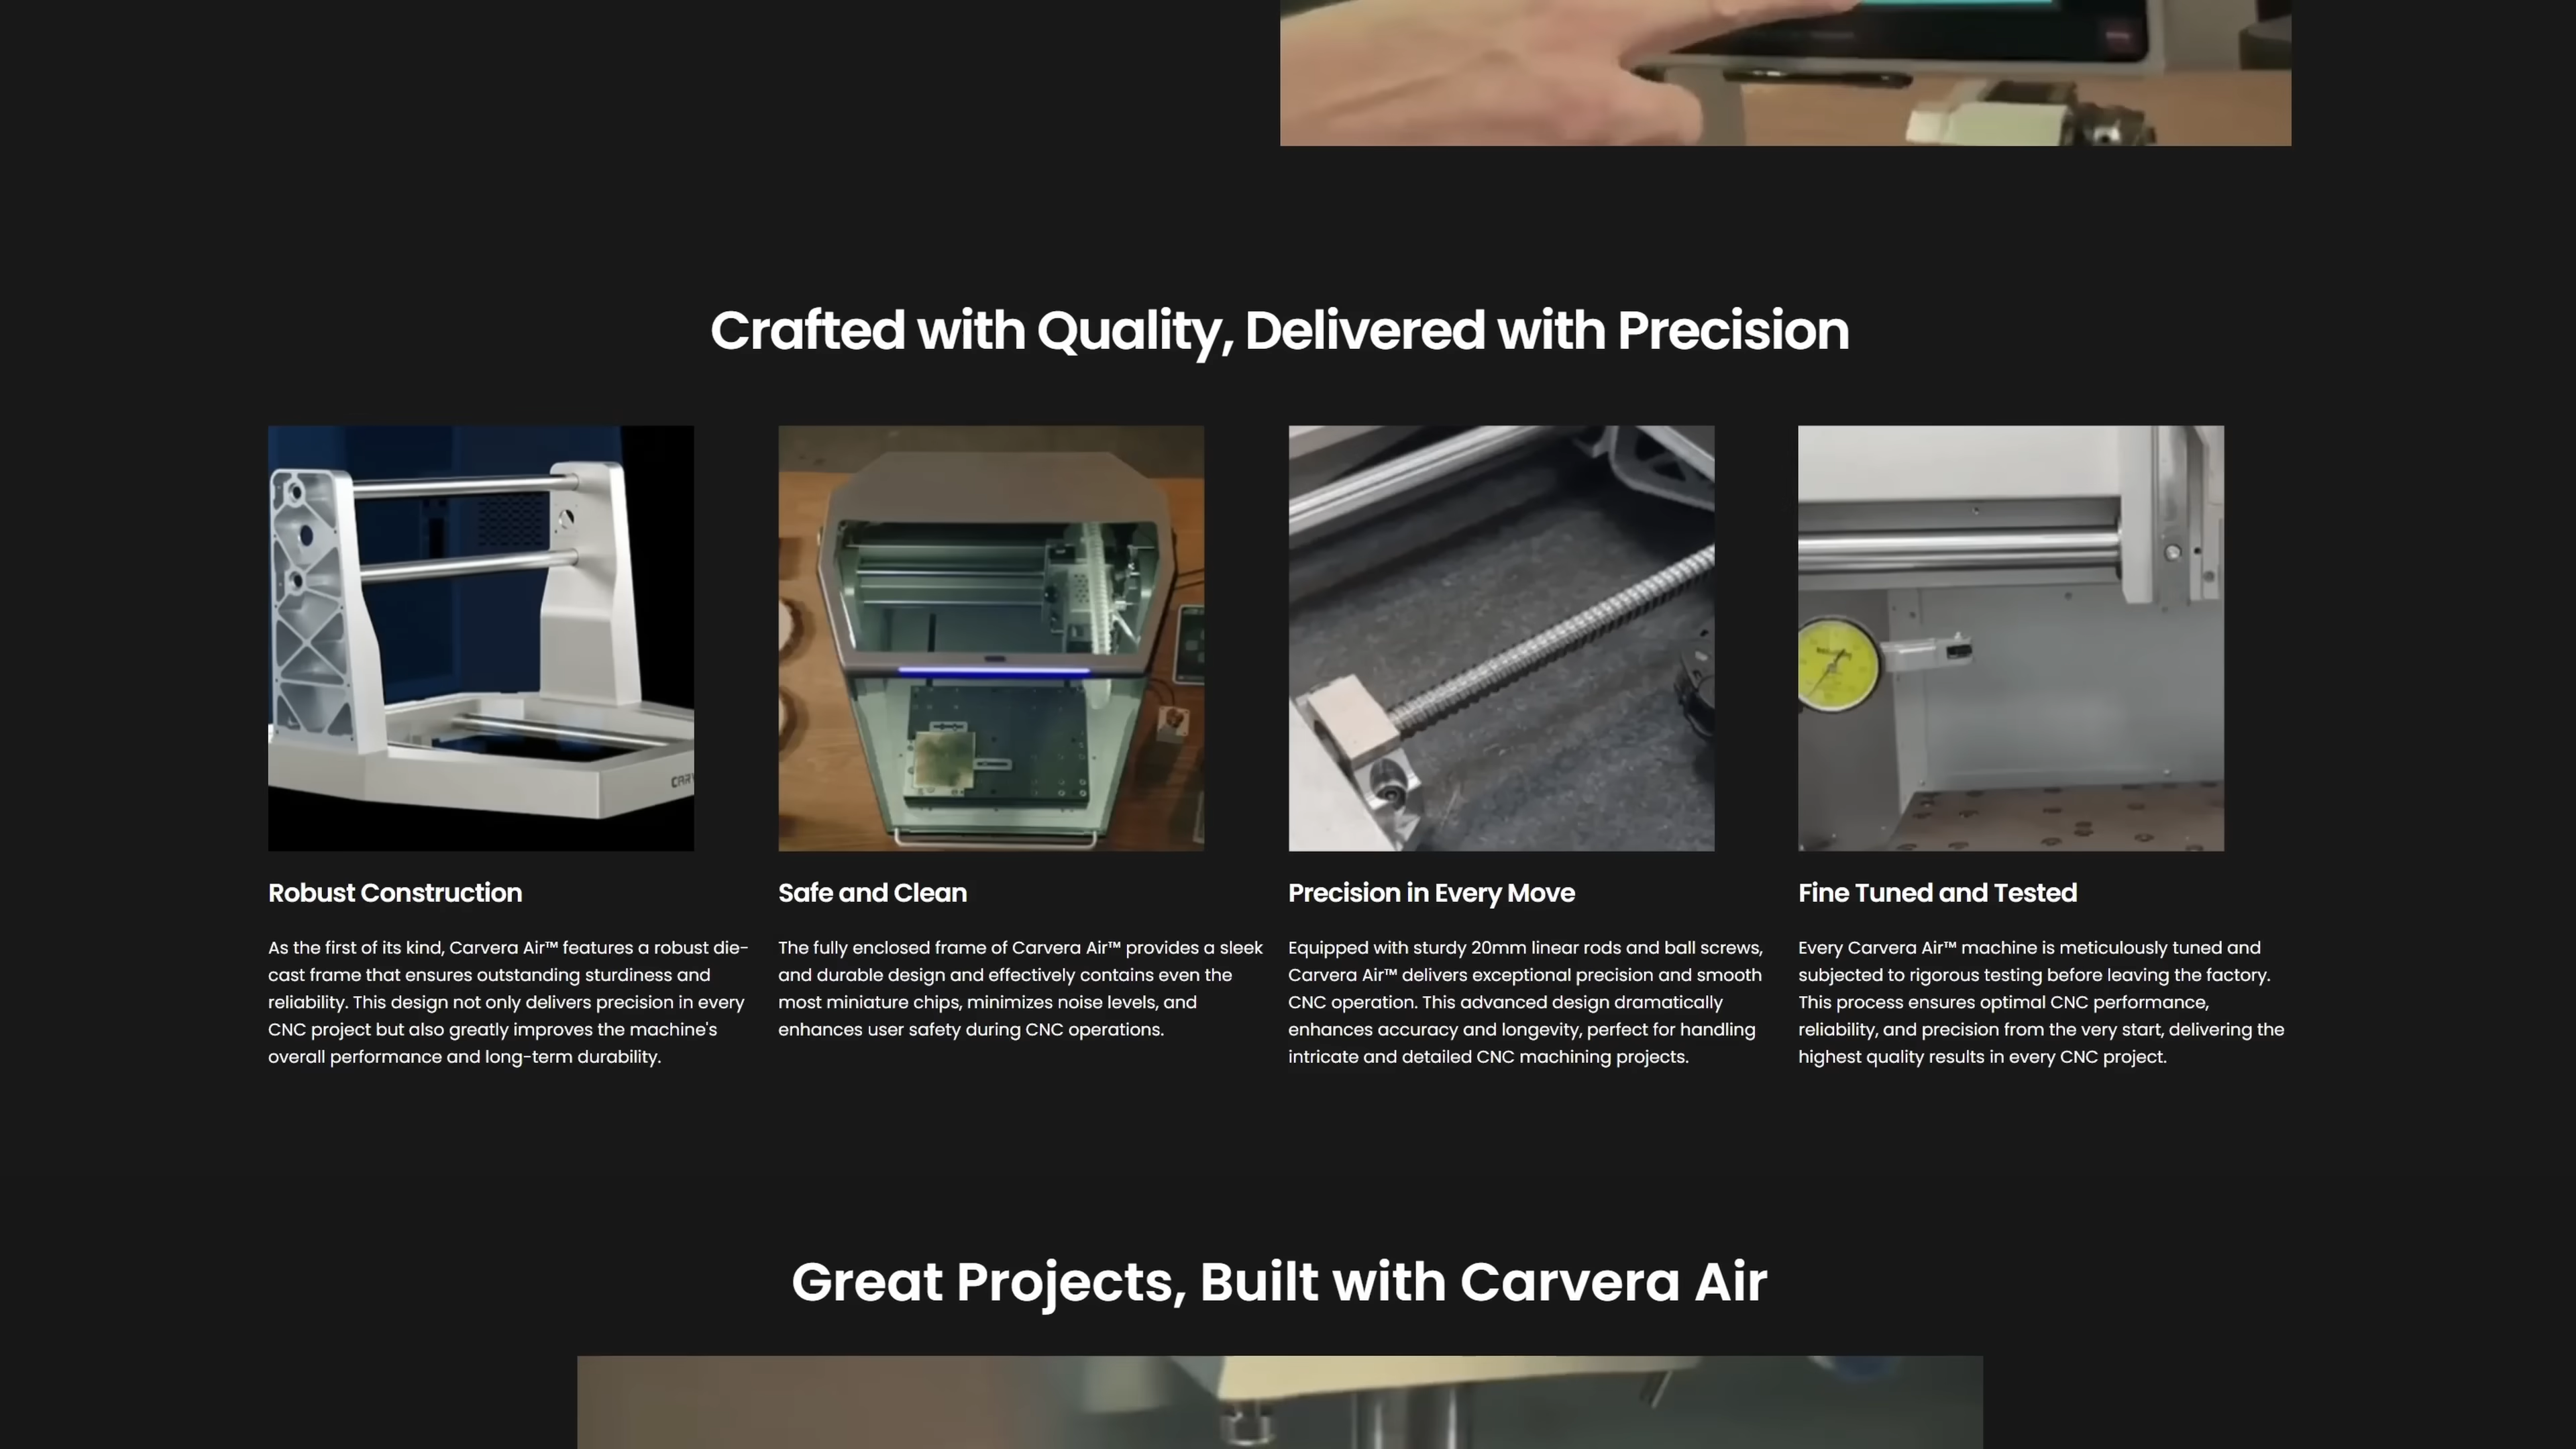 Crafted with Quality, Delivered with Precision
CARV
Robust Construction
As the first of its kind, Carvera Air™ features a robust die-
cast frame that ensures outstanding sturdiness and
reliability. This design not only delivers precision in every
CNC project but also greatly improves the machine's
overall performance and long-term durability.
Safe and Clean
The fully enclosed frame of Carvera Air™ provides a sleek
and durable design and effectively contains even the
most miniature chips, minimizes noise levels, and
enhances user safety during CNC operations.
Precision in Every Move
Equipped with sturdy 20mm linear rods and ball screws,
Carvera Air™ delivers exceptional precision and smooth
CNC operation. This advanced design dramatically
enhances accuracy and longevity, perfect for handling
intricate and detailed CNC machining projects.
Fine Tuned and Tested
Every Carvera Air™ machine is meticulously tuned and
subjected to rigorous testing before leaving the factory.
This process ensures optimal CNC performance,
reliability, and precision from the very start, delivering the
highest quality results in every CNC project.
Great Projects, Built with Carvera Air